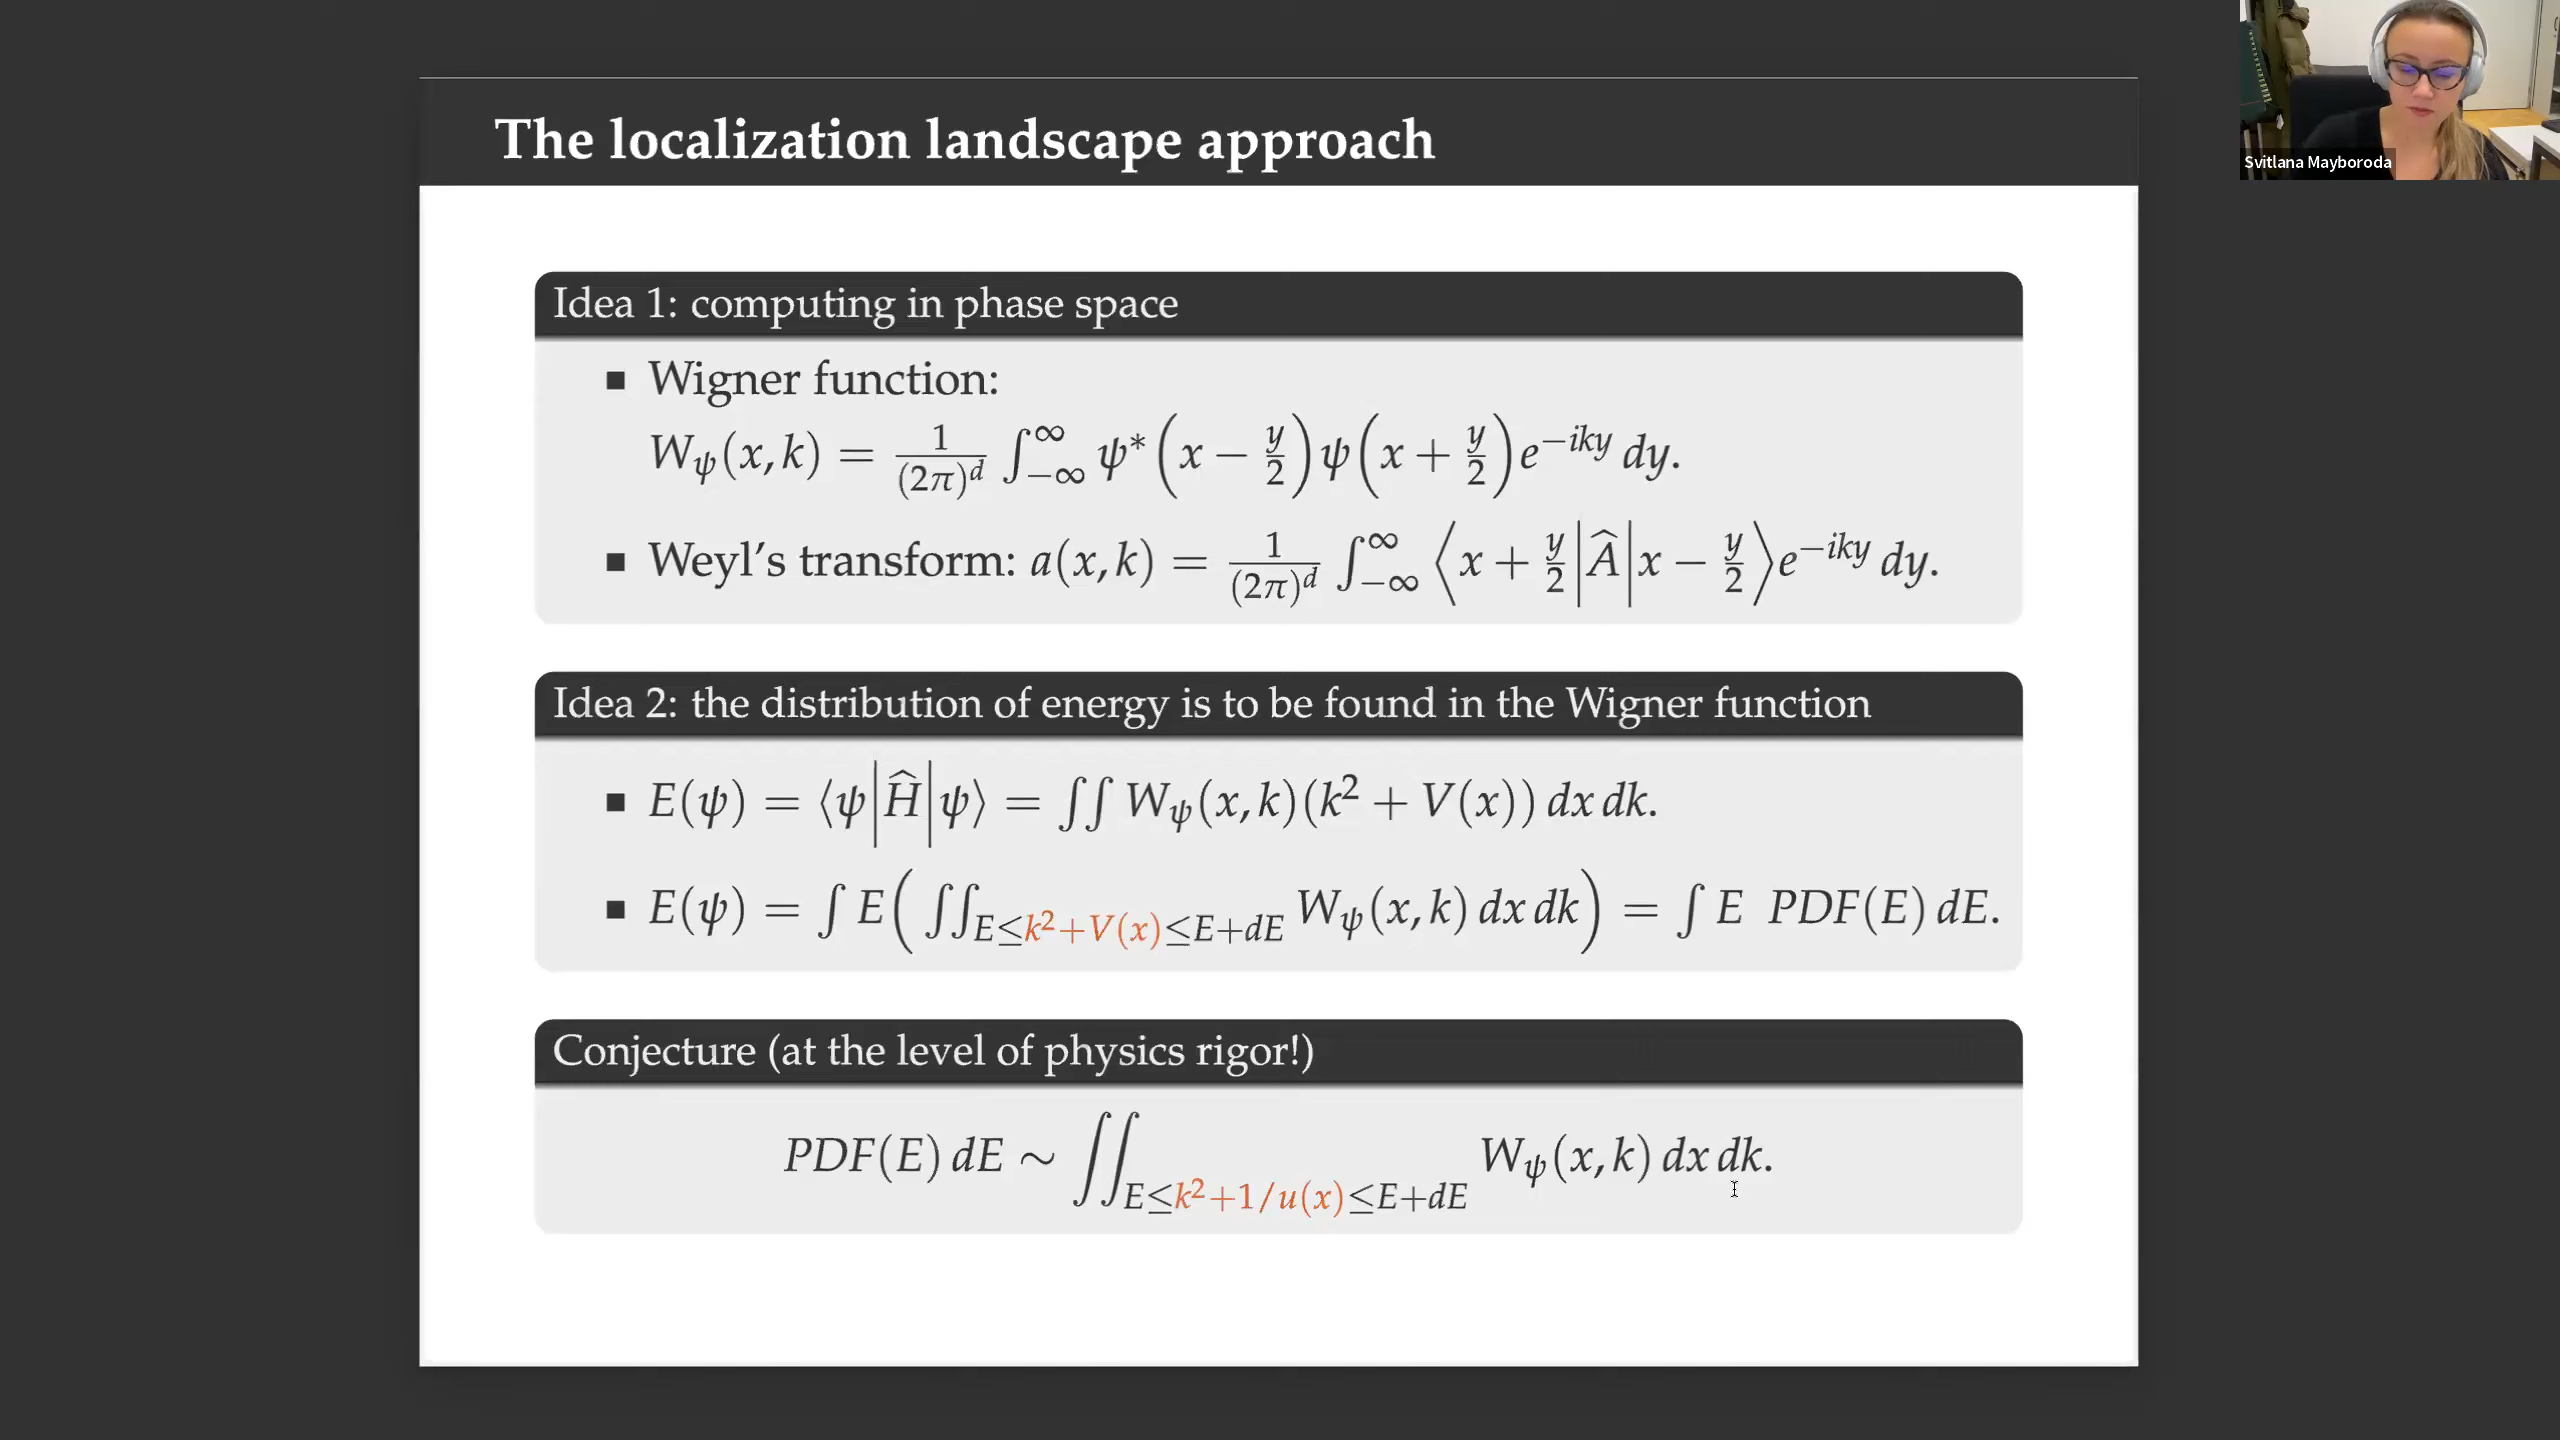 The localization landscape approach
Svitlana Mayboroda
Idea 1: computing in phase space
■ Wigner function:
W_ψ(x, k) = 1/(2π)^d ∫_{−∞}^{∞} ψ*(x − y/2) ψ(x + y/2) e^{−iky} dy.
■ Weyl’s transform: a(x, k) = 1/(2π)^d ∫_{−∞}^{∞} ⟨x + y/2|Â|x − y/2⟩ e^{−iky} dy.
Idea 2: the distribution of energy is to be found in the Wigner function
■ E(ψ) = ⟨ψ|Ĥ|ψ⟩ = ∫∫ W_ψ(x, k)(k² + V(x)) dx dk.
■ E(ψ) = ∫ E(∫∫_{E≤k²+V(x)≤E+dE} W_ψ(x, k) dx dk) = ∫ E PDF(E) dE.
Conjecture (at the level of physics rigor!)
PDF(E) dE ∼ ∫∫_{E≤k²+1/u(x)≤E+dE} W_ψ(x, k) dx dk.